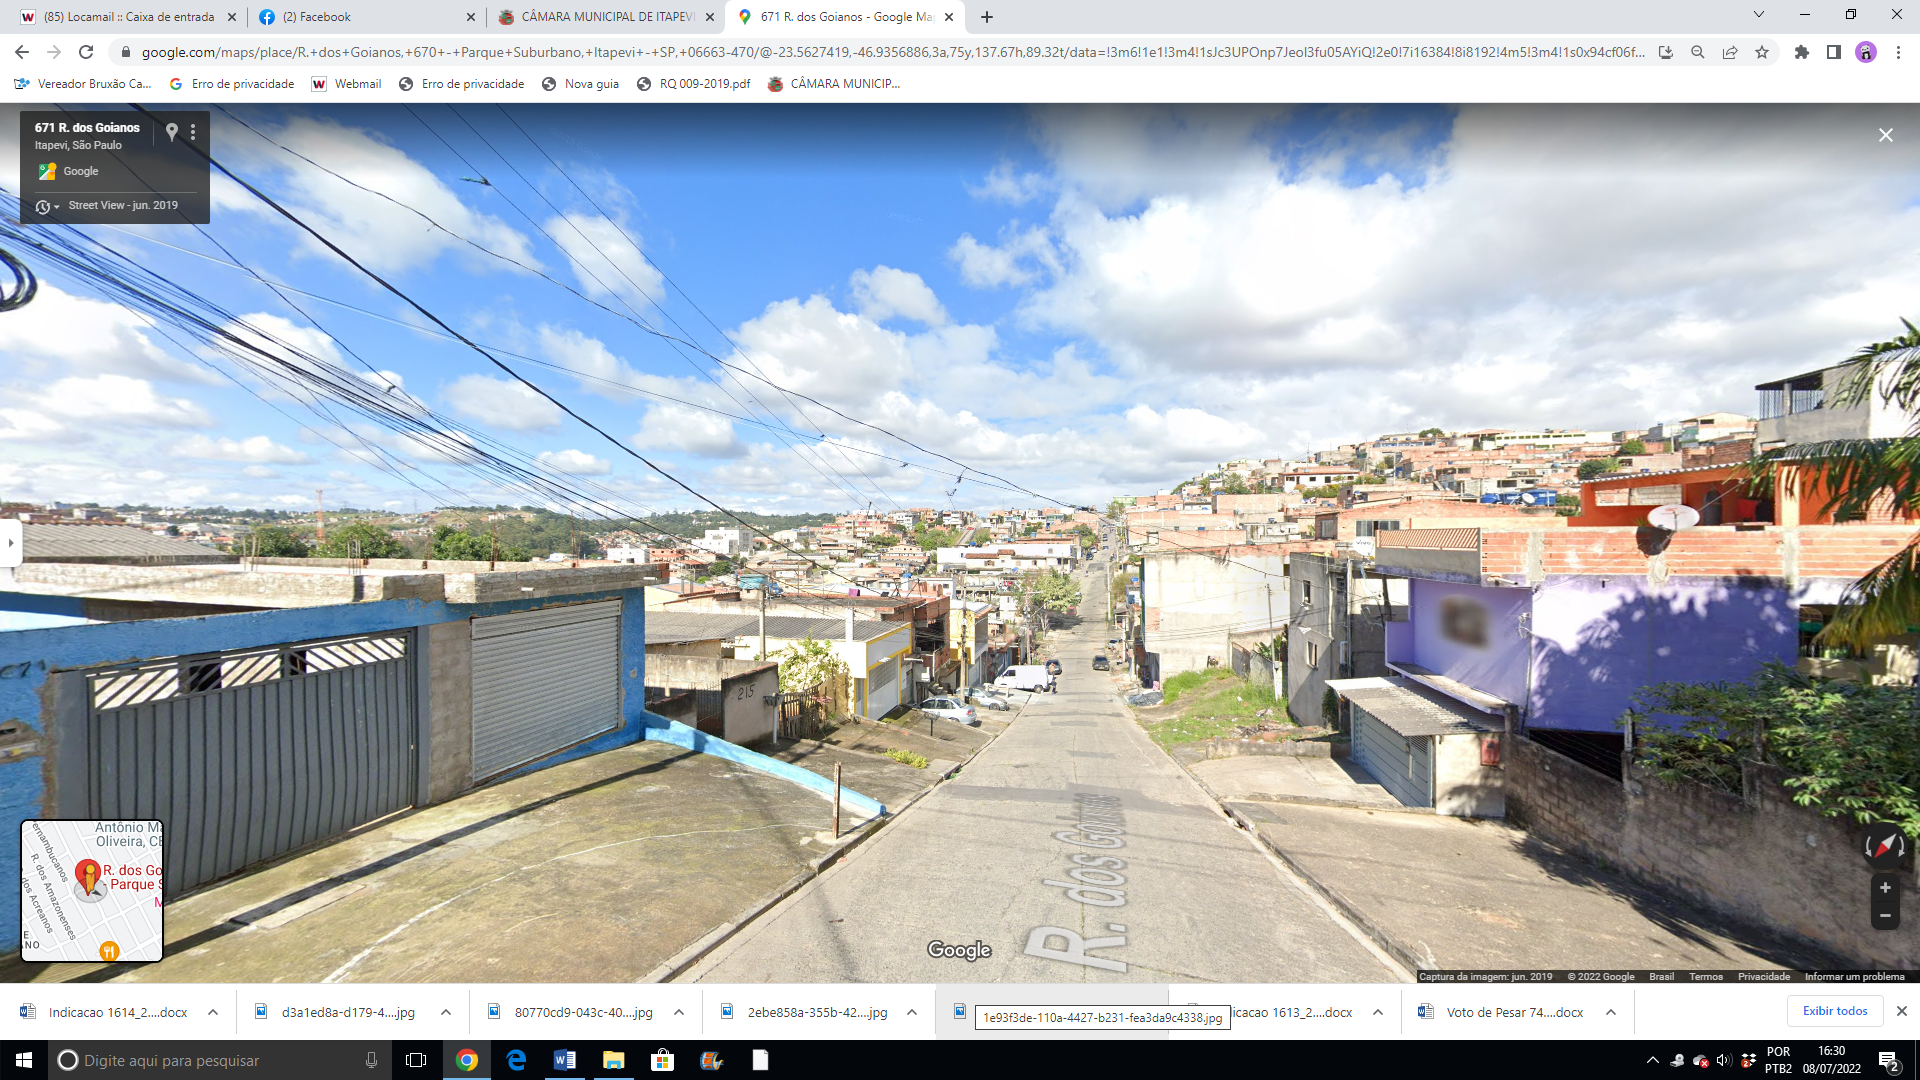 (85) Locamail :: Caixa de entrada
(2) Facebook
CÂMARA MUNICIPAL DE ITAPEVI
671 R. dos Goianos - Google Ma
google.com/maps/place/R.+dos+Goianos,+670+-+Parque+Suburbano,+Itapevi+-+SP,+06663-470/@-23.5627419,-46.9356886,3a,75y,137.67h,89.32t/data=!3m6!1e1!3m4!1sJc3UPOnp7JeoI3fu05AYiQ!2e0!7i16384!8i8192!4m5!3m4!1s0x94cf06f...
Vereador Bruxão Ca...
Erro de privacidade
Webmail
Erro de privacidade
Nova guia
RQ 009-2019.pdf
CÂMARA MUNICIP...
671 R. dos Goianos
Itapevi, São Paulo
Google
Street View - jun. 2019
215
R. dos Goianos
Antônio Ma
Oliveira, CE
R. dos Amazonenses
dos Acreanos
R. dos Go
- Parque S
Google
Captura da imagem: jun. 2019 © 2022 Google Brasil Termos Privacidade Informar um problema
Indicacao 1614_2....docx
d3a1ed8a-d179-4....jpg
80770cd9-043c-40....jpg
2ebe858a-355b-42....jpg
1e93f3de-110a-4427-b231-fea3da9c4338.jpg
icacao 1613_2....docx
Voto de Pesar 74....docx
Exibir todos
Digite aqui para pesquisar
POR
PTB2
16:30
08/07/2022
2